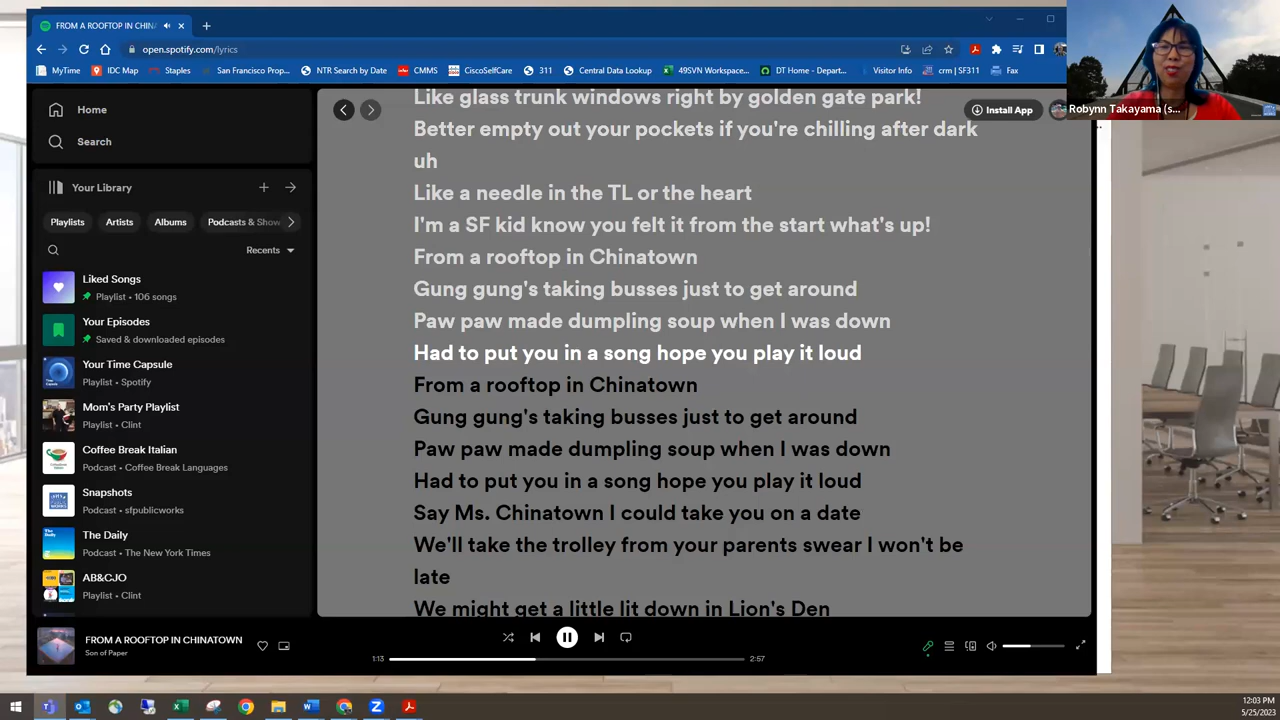 FROM A ROOFTOP IN CHIN
open.spotify.com/lyrics
MyTime
IDC Map
Staples
San Francisco Prop...
NTR Search by Date
CMMS
CiscoSelfCare
311
Central Data Lookup
49SVN Workplan
DT Home - Depart...
Visitor Info
crm | SF311
Fax
Robynn Takayama (s...
Home
Search
Your Library
Playlists
Artists
Albums
Podcasts & Show
Recents
Liked Songs
Playlist • 106 songs
Your Episodes
Saved & downloaded episodes
Your Time Capsule
Playlist • Spotify
Mom's Party Playlist
Playlist • Clint
Coffee Break Italian
Podcast • Coffee Break Languages
Snapshots
Podcast • sfpublicworks
The Daily
Podcast • The New York Times
AB&CJO
Playlist • Clint
Install App
Like glass trunk windows right by golden gate park!
Better empty out your pockets if you're chilling after dark
uh
Like a needle in the TL or the heart
I'm a SF kid know you felt it from the start what's up!
From a rooftop in Chinatown
Gung gung's taking busses just to get around
Paw paw made dumpling soup when I was down
Had to put you in a song hope you play it loud
From a rooftop in Chinatown
Gung gung's taking busses just to get around
Paw paw made dumpling soup when I was down
Had to put you in a song hope you play it loud
Say Ms. Chinatown I could take you on a date
We'll take the trolley from your parents swear I won't be
late
We might get a little lit down in Lion's Den
FROM A ROOFTOP IN CHINATOWN
Son of Paper
1:13
2:57
12:03 PM
5/25/2023